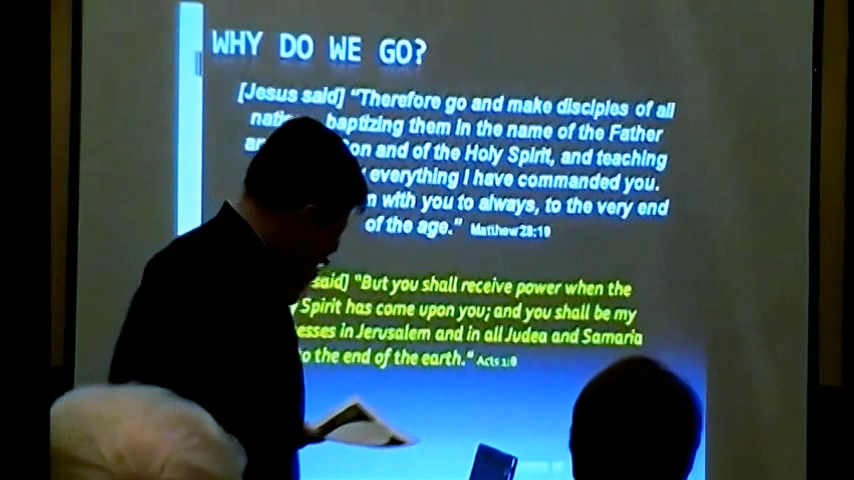 WHY DO WE GO?
[Jesus said] "Therefore go and make disciples of all
baptizing them in the name of the Father
and of the Holy Spirit, and teaching
everything I have commanded you.
with you to always, to the very end
of the age." Matthew 28:19
said] "But you shall receive power when the
Spirit has come upon you; and you shall be my
in Jerusalem and in all Judea and Samaria
to the end of the earth." Acts 1:8